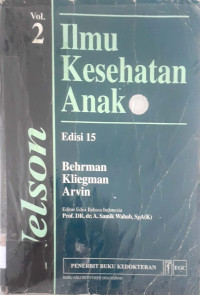 Vol.
2
Nelson
Ilmu
Kesehatan
Anak
Edisi 15
Behrman
Kliegman
Arvin
Editor Edisi Bahasa Indonesia
Prof. DR. dr. A. Samik Wahab, SpA(K)
PENERBIT BUKU KEDOKTERAN
EGC